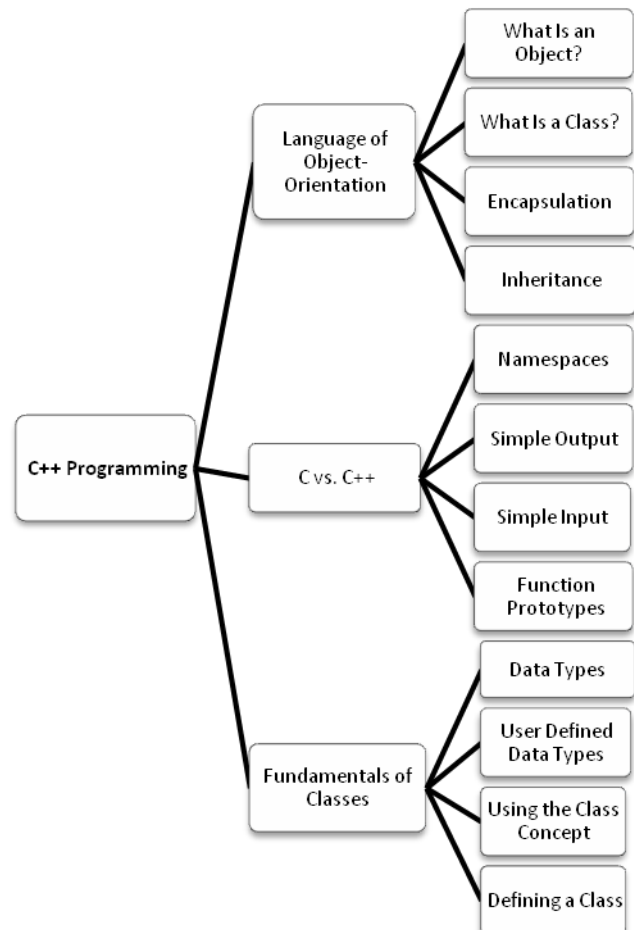 C++ Programming
Language of
Object-
Orientation
What Is an
Object?
What Is a Class?
Encapsulation
Inheritance
C vs. C++
Namespaces
Simple Output
Simple Input
Function
Prototypes
Fundamentals of
Classes
Data Types
User Defined
Data Types
Using the Class
Concept
Defining a Class